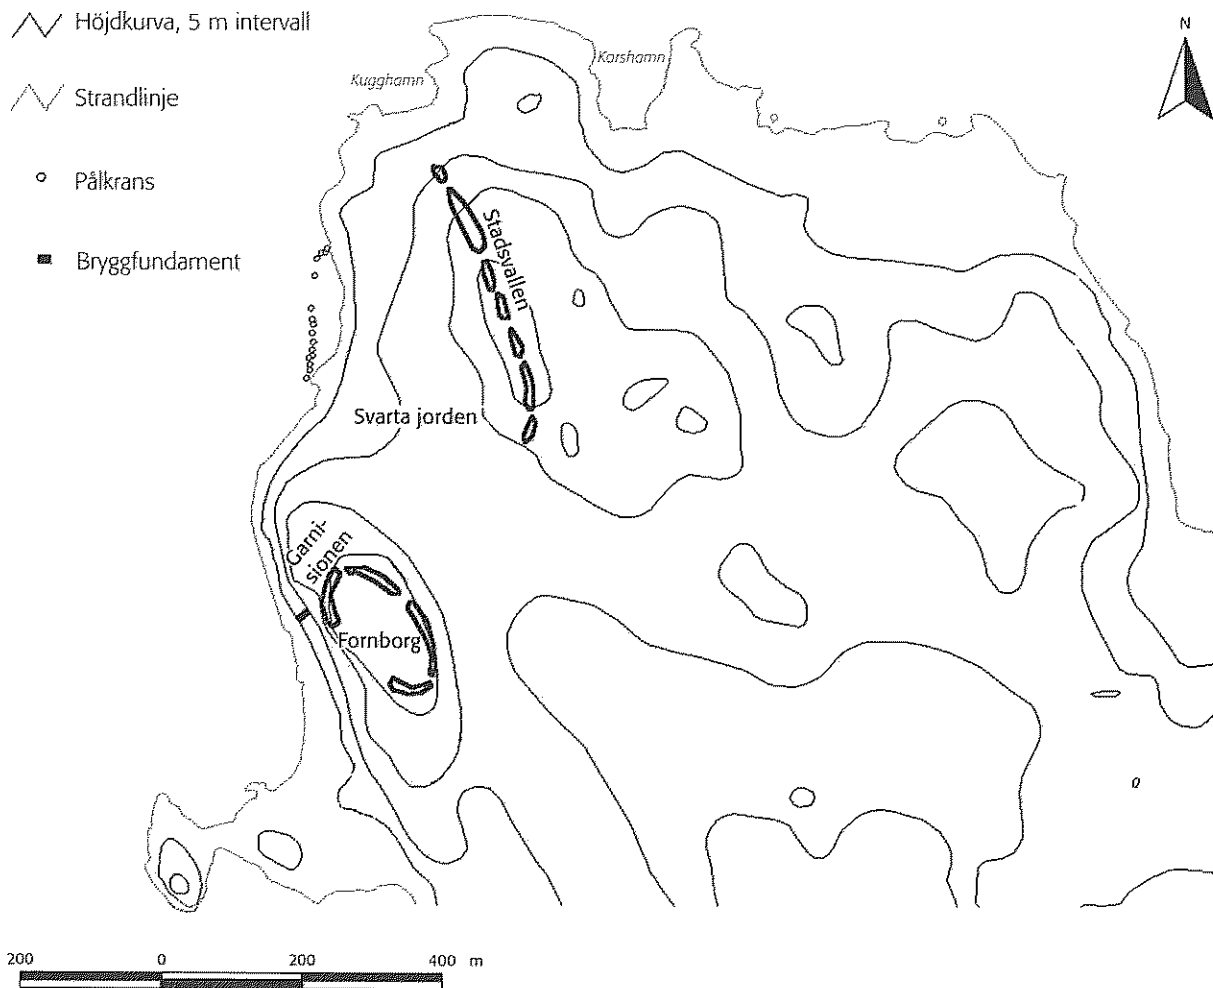 Höjdkurva, 5 m intervall
Strandlinje
Pålkrans
Bryggfundament
Kugghamn
Korshamn
N
Stadsvallen
Svarta jorden
Garni-
sionen
Fornborg
200 0 200 400 m